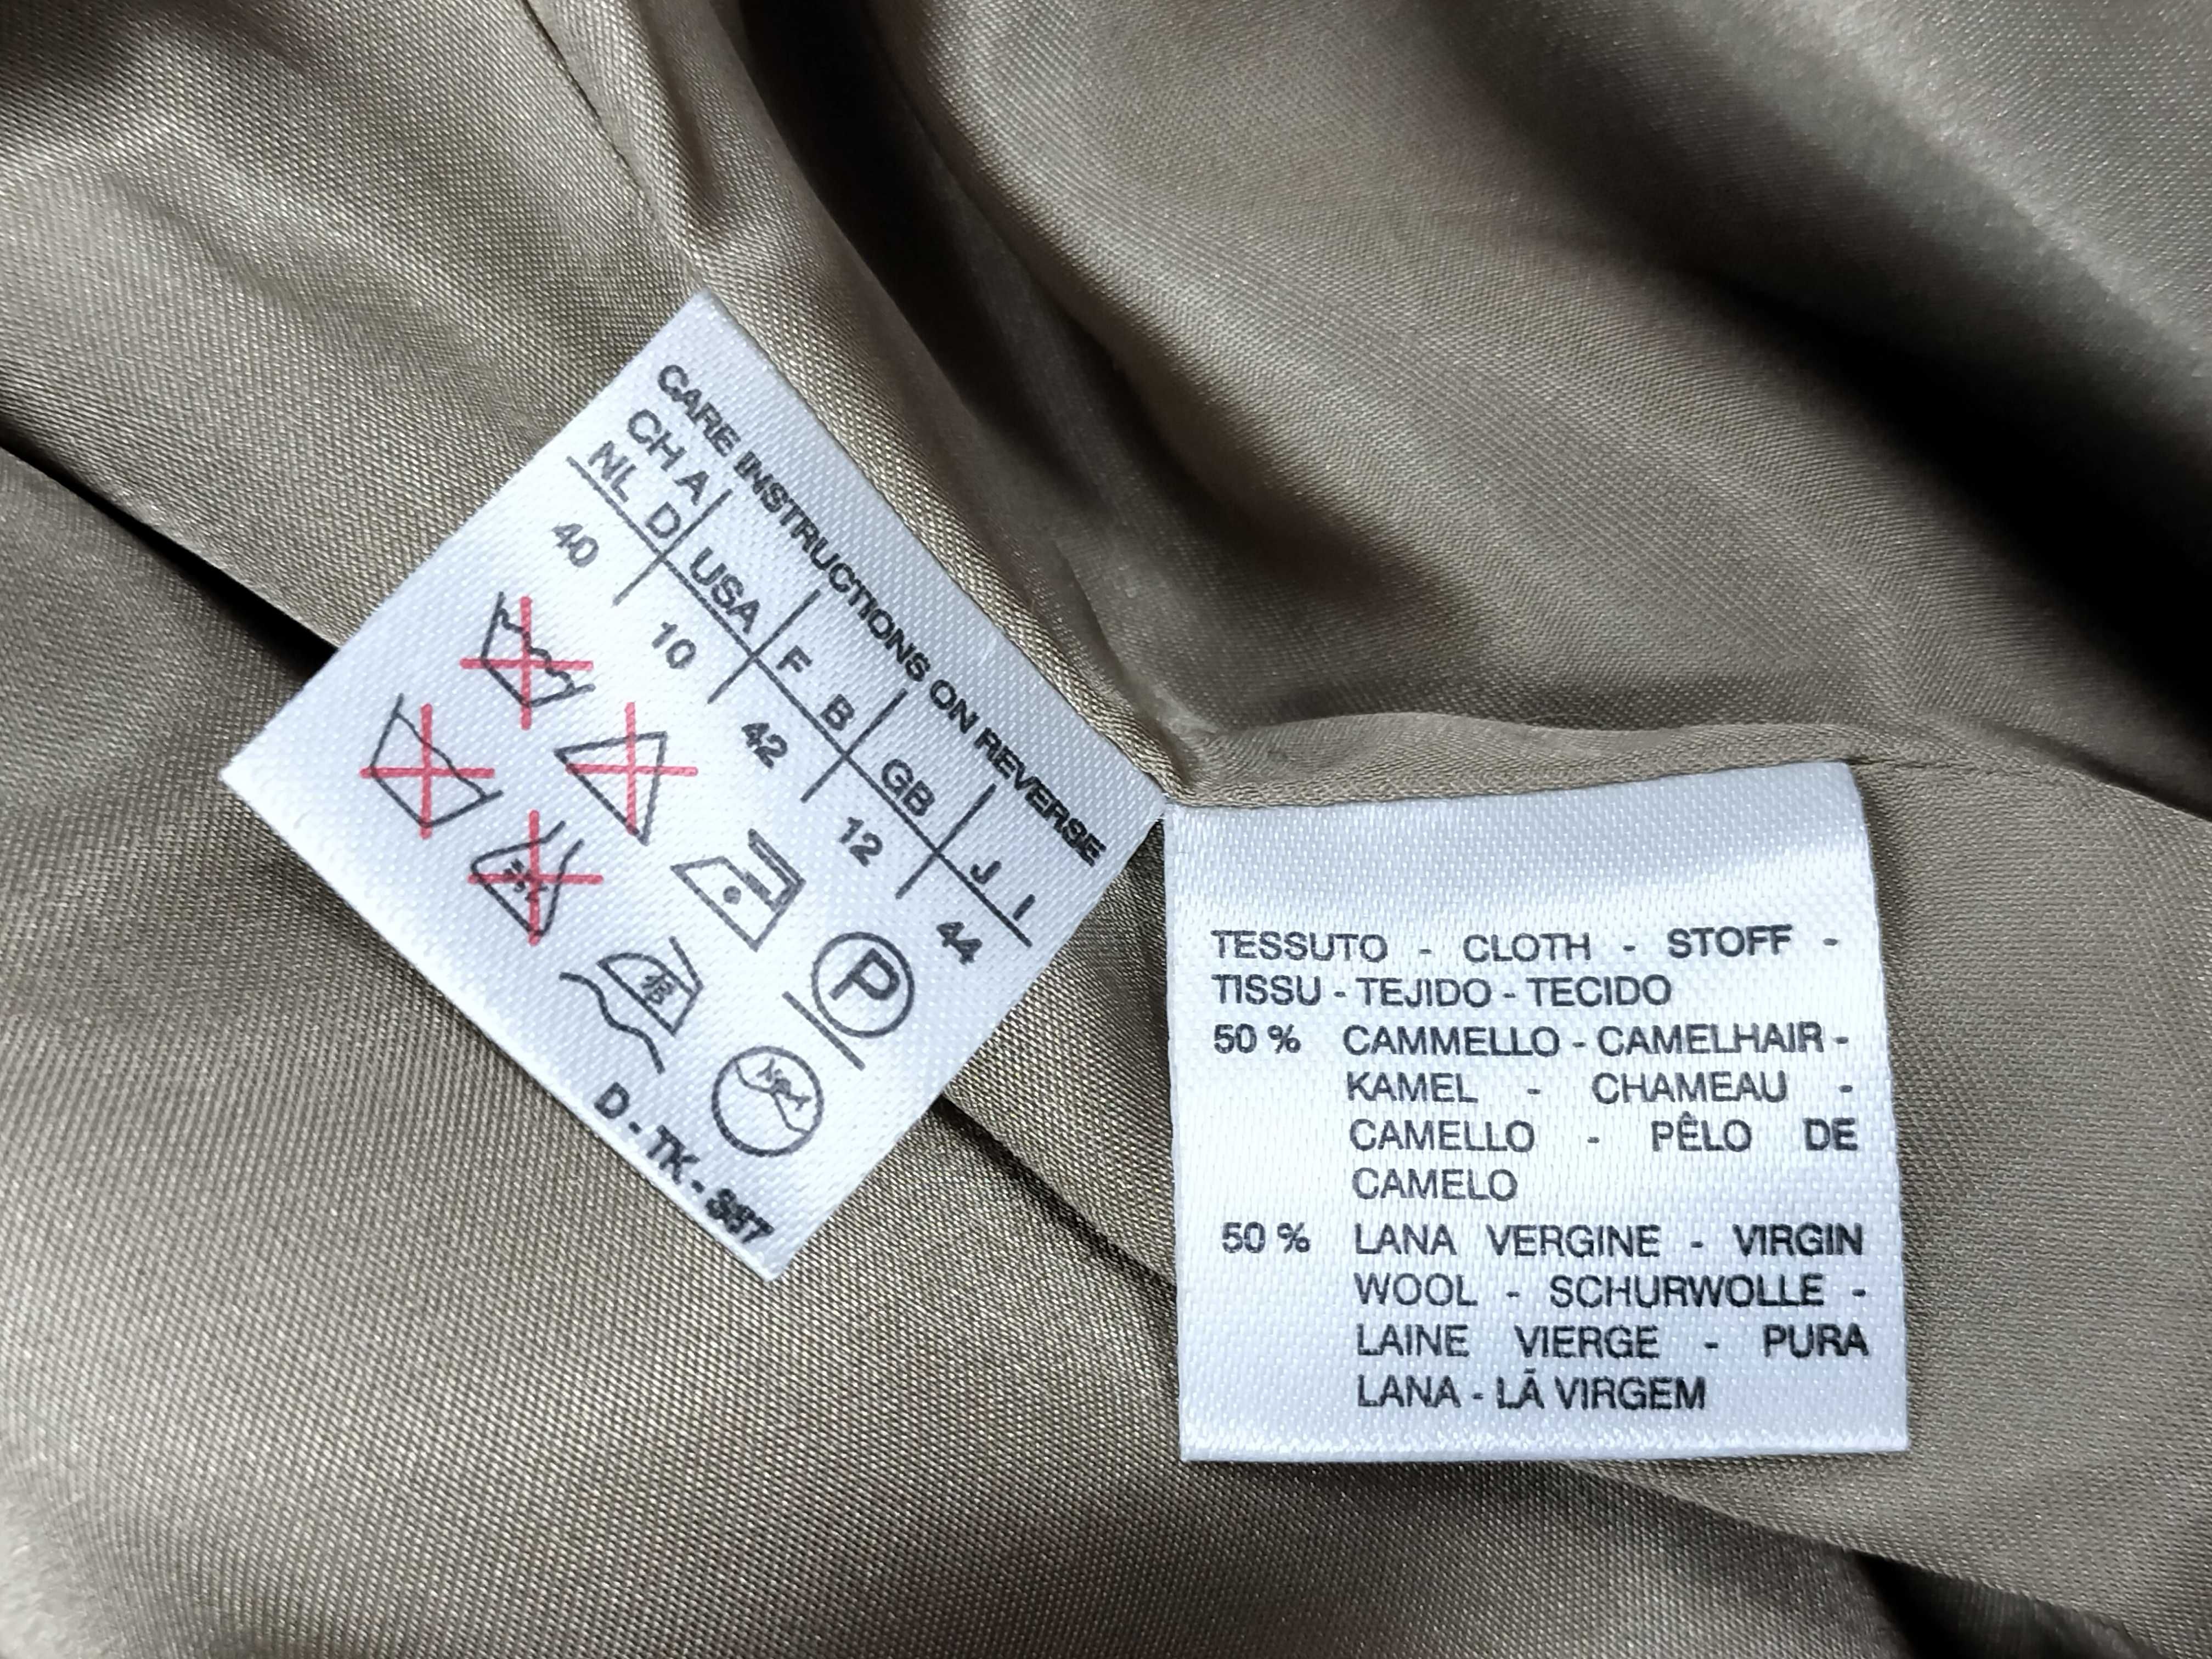 CARE INSTRUCTIONS ON REVERSE
CH A USA F B GB J I
NL D
40 10 42 12 44
P
D - TK - 387
TESSUTO - CLOTH - STOFF -
TISSU - TEJIDO - TECIDO
50 % CAMMELLO - CAMELHAIR -
KAMEL - CHAMEAU -
CAMELLO - PÊLO DE
CAMELO
50 % LANA VERGINE - VIRGIN
WOOL - SCHURWOLLE -
LAINE VIERGE - PURA
LANA - LÃ VIRGEM